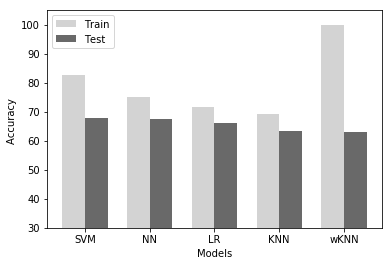 Train
Test
100
90
80
70
60
50
40
30
Accuracy
SVM
NN
LR
KNN
wKNN
Models